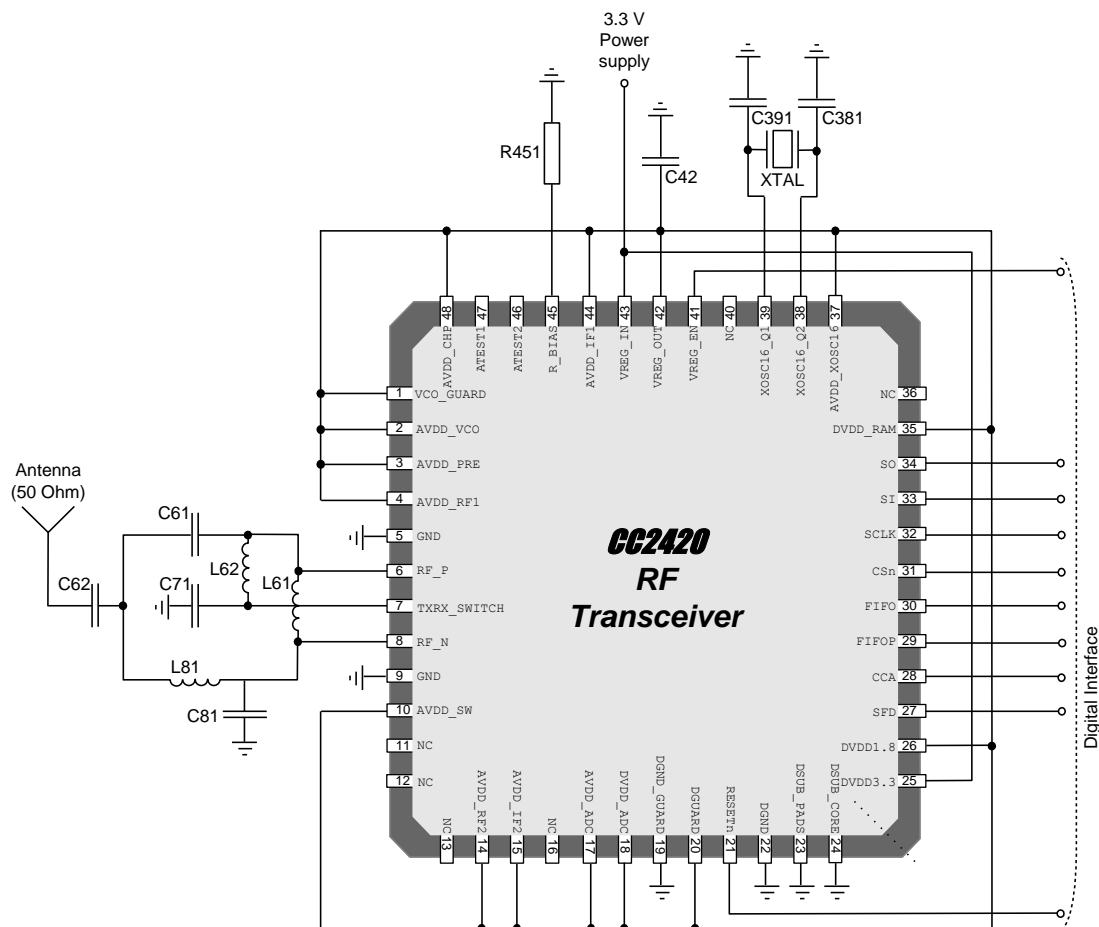 3.3 V
Power
supply
C391
C381
R451
C42
XTAL
48
47
46
45
44
43
42
41
40
39
38
37
AVDD_CHP
ATEST1
ATEST2
R_BIAS
AVDD_IF1
VREG_IN
VREG_OUT
VREG_EN
NC
XOSC16_Q1
XOSC16_Q2
AVDD_XOSC16
1 VCO_GUARD
2 AVDD_VCO
3 AVDD_PRE
4 AVDD_RF1
5 GND
6 RF_P
7 TXRX_SWITCH
8 RF_N
9 GND
10 AVDD_SW
11 NC
12 NC
Antenna
(50 Ohm)
C61
L62
L61
C62
C71
L81
C81
CC2420
RF
Transceiver
NC 36
DVDD_RAM 35
SO 34
SI 33
SCLK 32
CSn 31
FIFO 30
FIFOP 29
CCA 28
SFD 27
DVDD1.8 26
DVDD3.3 25
Digital Interface
NC
AVDD_RF2
AVDD_IF2
NC
AVDD_ADC
DVDD_ADC
DGND_GUARD
DGUARD
RESETn
DGND
DSUB_PADS
DSUB_CORE
13
14
15
16
17
18
19
20
21
22
23
24